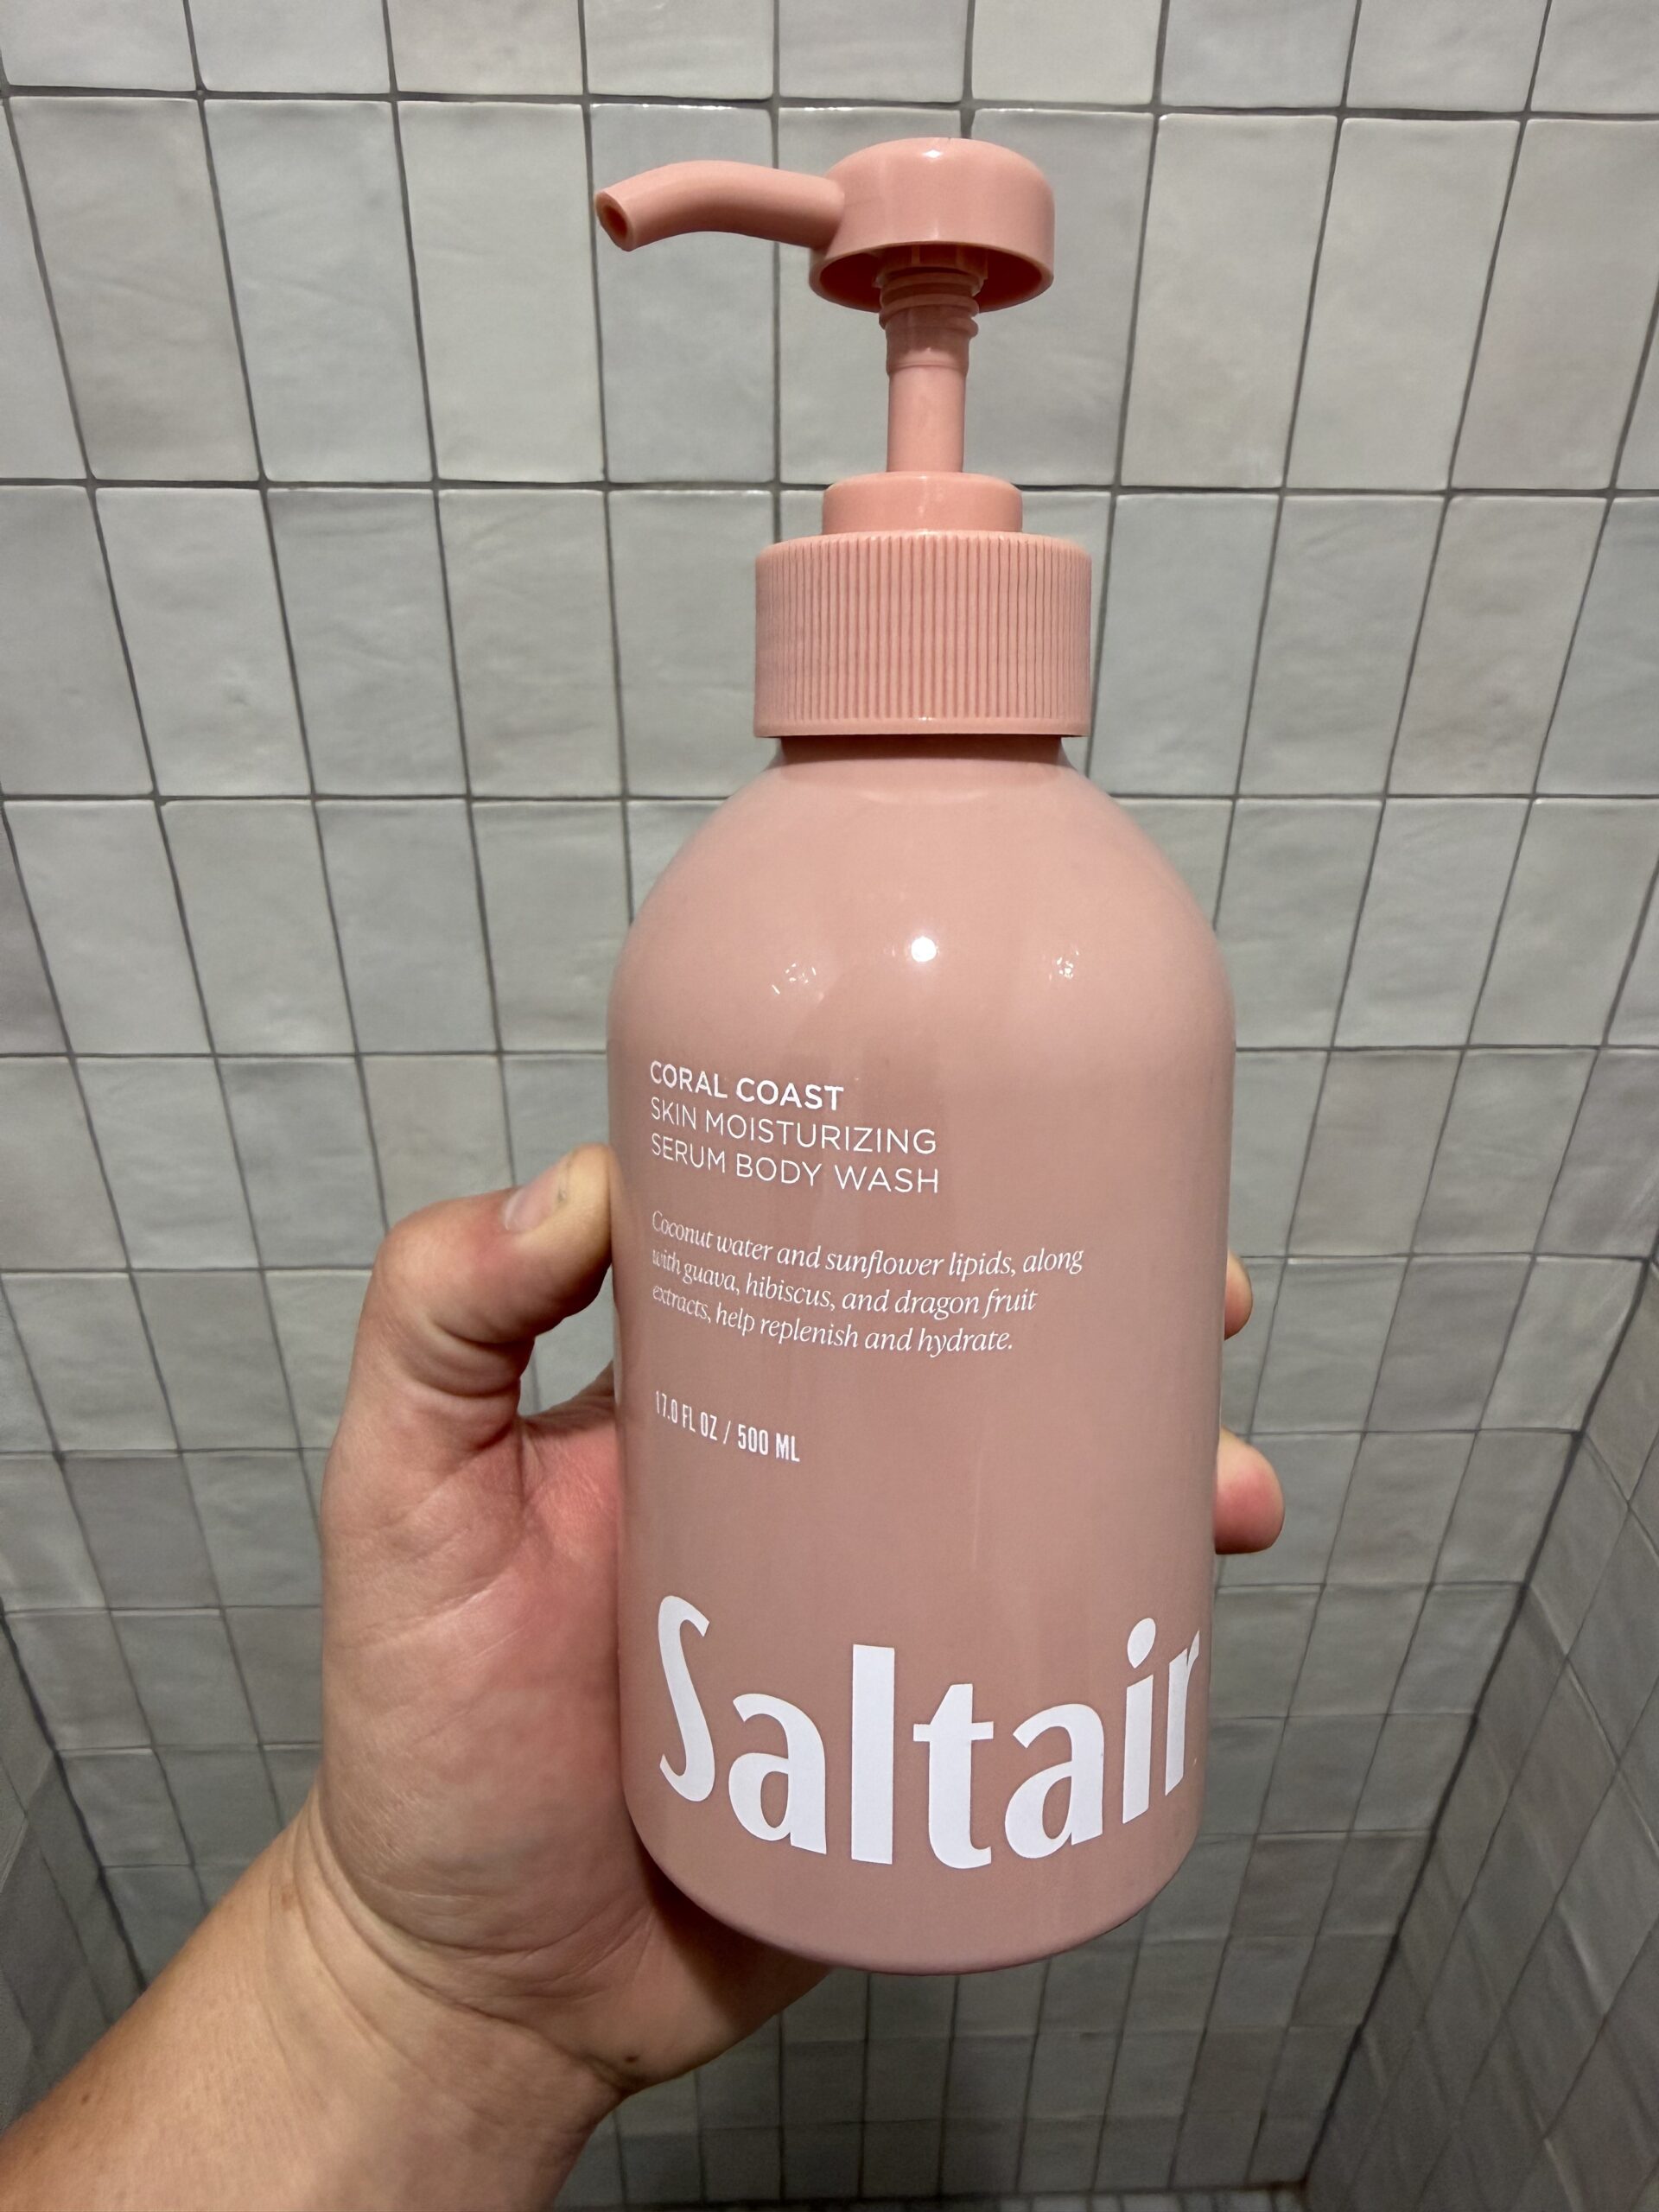 CORAL COAST
SKIN MOISTURIZING
SERUM BODY WASH
Coconut water and sunflower lipids, along
with guava, hibiscus, and dragon fruit
extracts, help replenish and hydrate.
17.0 FL OZ / 500 ML
Saltair